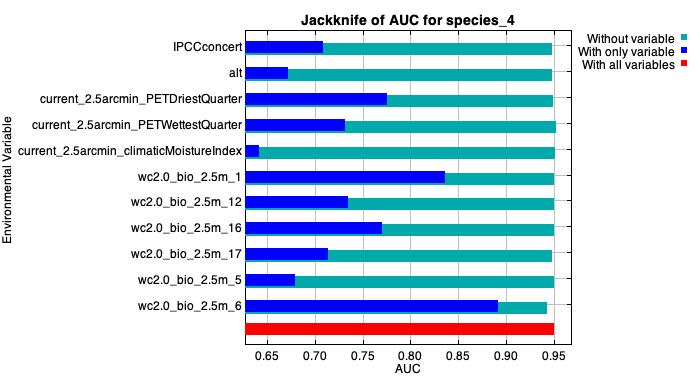 Jackknife of AUC for species_4
Without variable
With only variable
With all variables
Environmental Variable
IPCCconcert
alt
current_2.5arcmin_PETDriestQuarter
current_2.5arcmin_PETWettestQuarter
current_2.5arcmin_climaticMoistureIndex
wc2.0_bio_2.5m_1
wc2.0_bio_2.5m_12
wc2.0_bio_2.5m_16
wc2.0_bio_2.5m_17
wc2.0_bio_2.5m_5
wc2.0_bio_2.5m_6
0.65 0.70 0.75 0.80 0.85 0.90 0.95
AUC